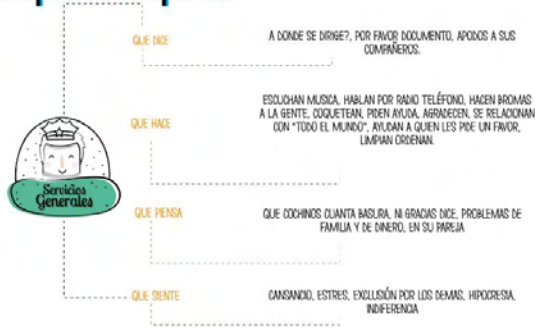 QUE DICE
A DONDE SE DIRIGE?, POR FAVOR DOCUMENTO, APODOS A SUS
COMPAÑEROS.
QUE HACE
ESCUCHAN MUSICA, HABLAN POR RADIO TELÉFONO, HACEN BROMAS
A LA GENTE, COQUETEAN, PIDEN AYUDA, AGRADECEN, SE RELACIONAN
CON "TODO EL MUNDO", AYUDAN A QUIEN LES PIDE UN FAVOR,
LIMPIAN ORDENAN.
Servicios
Generales
QUE PIENSA
QUE COCHINOS CUANTA BASURA, NI GRACIAS DICE, PROBLEMAS DE
FAMILIA Y DE DINERO, EN SU PAREJA
QUE SIENTE
CANSANCIO, ESTRES, EXCLUSIÓN POR LOS DEMAS, HIPOCRESIA,
INDIFERENCIA